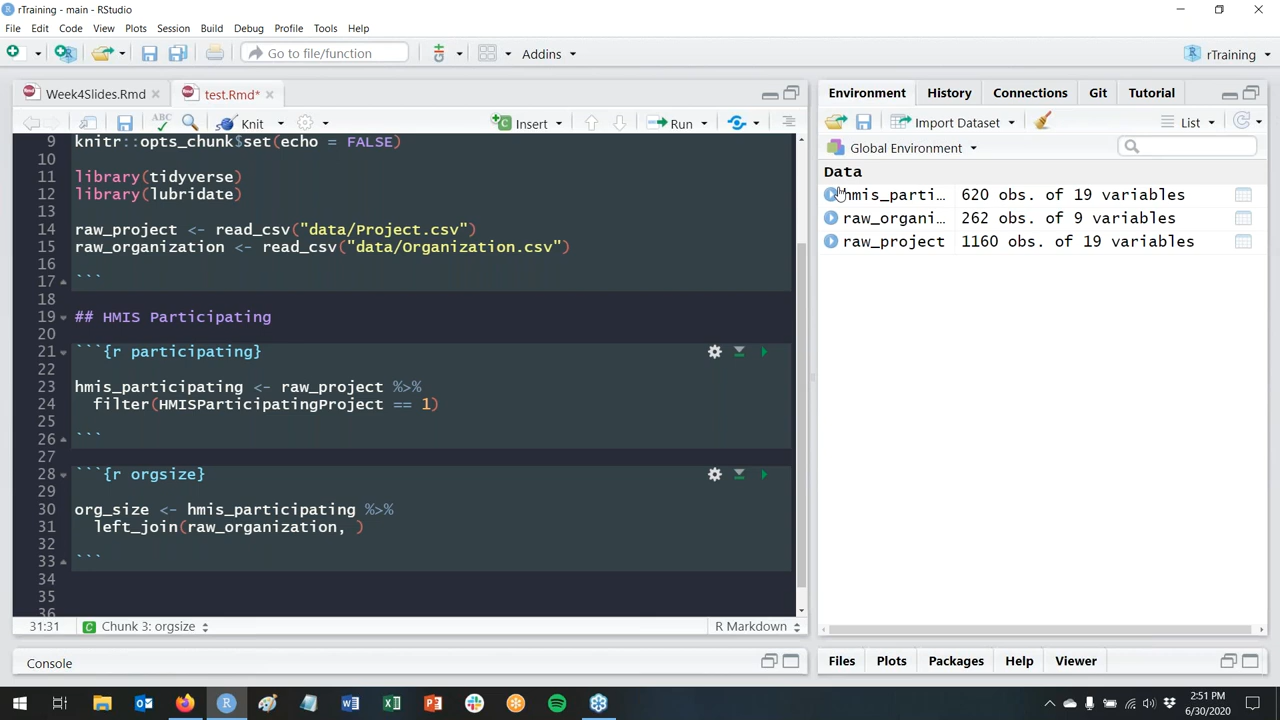 rTraining - main - RStudio
File Edit Code View Plots Session Build Debug Profile Tools Help
Go to file/function Addins rTraining
Week4Slides.Rmd test.Rmd*
ABC Knit Insert Run
9 knitr::opts_chunk$set(echo = FALSE)
10
11 library(tidyverse)
12 library(lubridate)
13
14 raw_project <- read_csv("data/Project.csv")
15 raw_organization <- read_csv("data/Organization.csv")
16
17 ```
18
19 ## HMIS Participating
20
21 ```{r participating}
22
23 hmis_participating <- raw_project %>%
24 filter(HMISParticipatingProject == 1)
25
26 ```
27
28 ```{r orgsize}
29
30 org_size <- hmis_participating %>%
31 left_join(raw_organization, )
32
33 ```
34
35
36
31:31 Chunk 3: orgsize R Markdown
Console
Environment History Connections Git Tutorial
Import Dataset List
Global Environment
Data
hmis_parti… 620 obs. of 19 variables
raw_organi… 262 obs. of 9 variables
raw_project 1160 obs. of 19 variables
Files Plots Packages Help Viewer
2:51 PM
6/30/2020